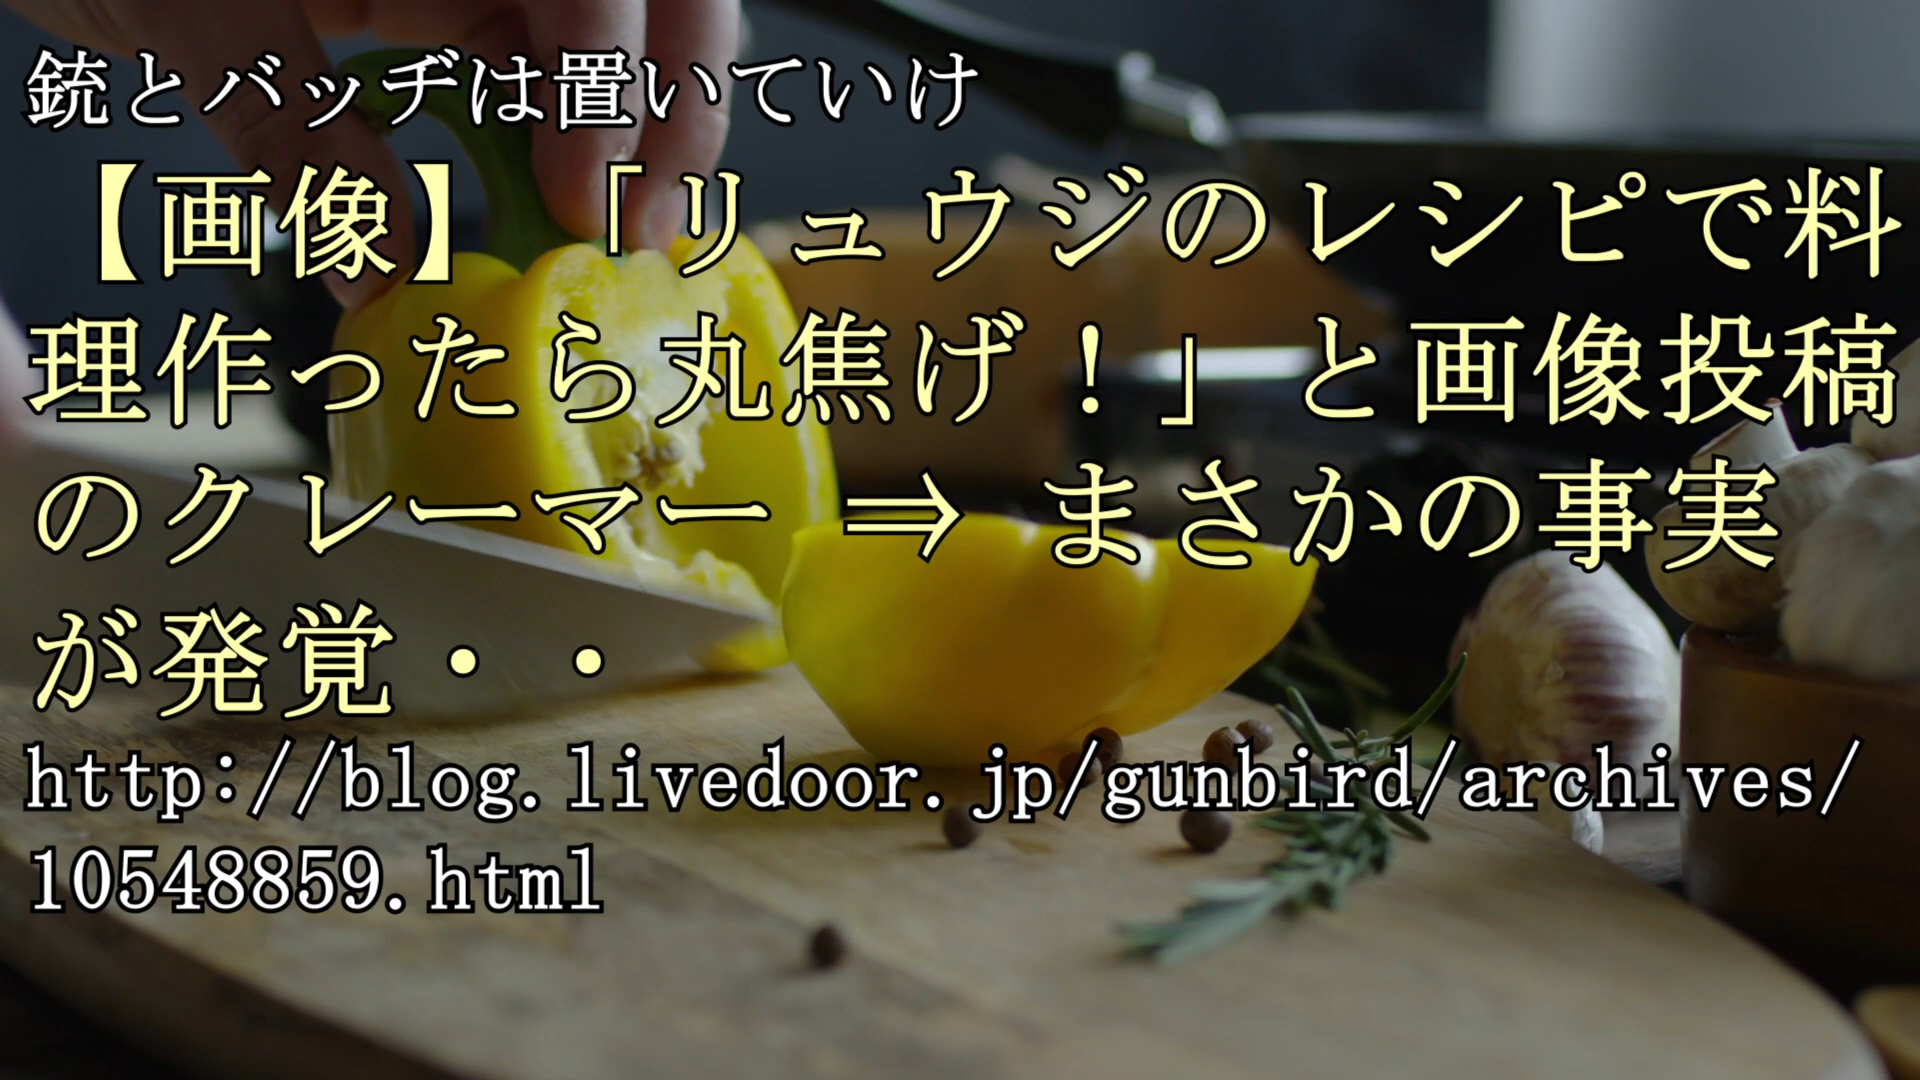 銃とバッヂは置いていけ
【画像】「リュウジのレシピで料
理作ったら丸焦げ！」と画像投稿
のクレーマー ⇒ まさかの事実
が発覚・・
http://blog.livedoor.jp/gunbird/archives/
10548859.html